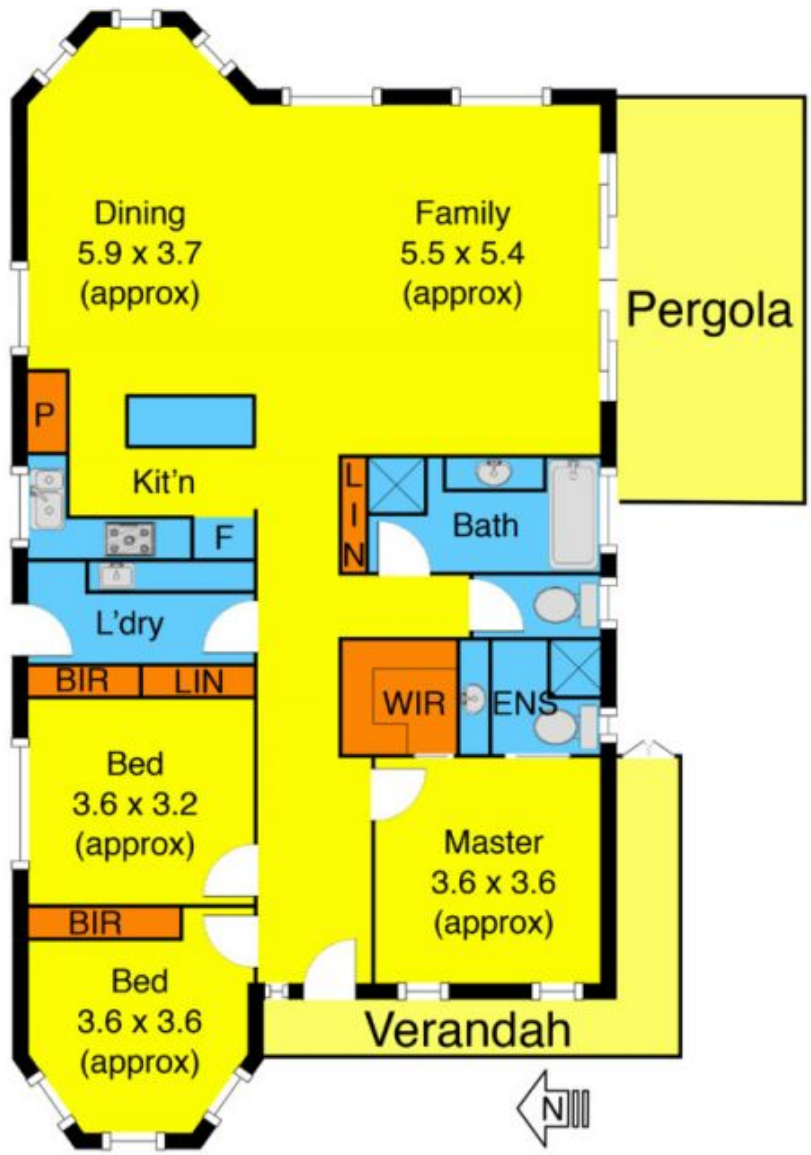 Dining
5.9 x 3.7
(approx)
Family
5.5 x 5.4
(approx)
Pergola
P
Kit'n
F
L
I
N
Bath
L'dry
BIR
LIN
WIR
ENS
Bed
3.6 x 3.2
(approx)
Master
3.6 x 3.6
(approx)
BIR
Bed
3.6 x 3.6
(approx)
Verandah
N